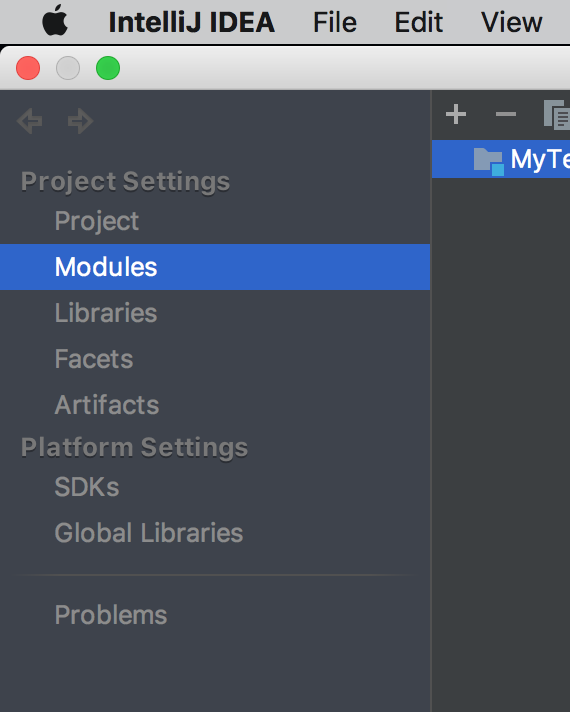 IntelliJ IDEA File Edit View
Project Settings
Project
Modules
Libraries
Facets
Artifacts
Platform Settings
SDKs
Global Libraries
Problems
MyTe